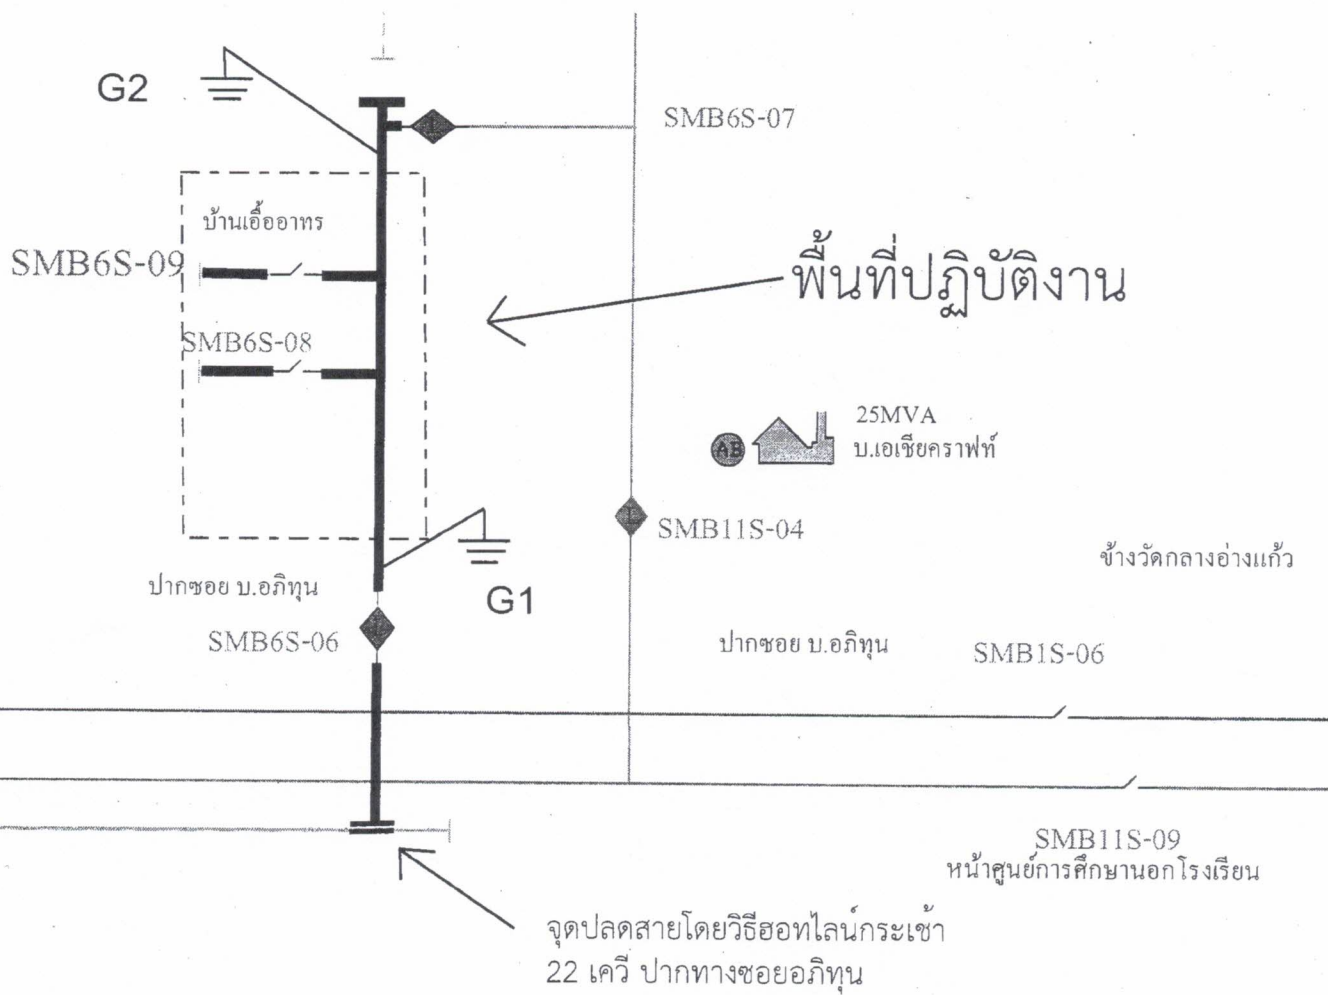 G2
SMB6S-07
บ้านเอื้ออาทร
SMB6S-09
พื้นที่ปฏิบัติงาน
SMB6S-08
25MVA
AB
บ.เอเชียคราฟท์
L
SMB11S-04
ข้างวัดกลางอ่างแก้ว
ปากซอย บ.อภิทุน
G1
SMB6S-06
ปากซอย บ.อภิทุน
SMB1S-06
SMB11S-09
หน้าศูนย์การศึกษานอกโรงเรียน
จุดปลดสายโดยวิธีฮอทไลน์กระเช้า
22 เควี ปากทางซอยอภิทุน